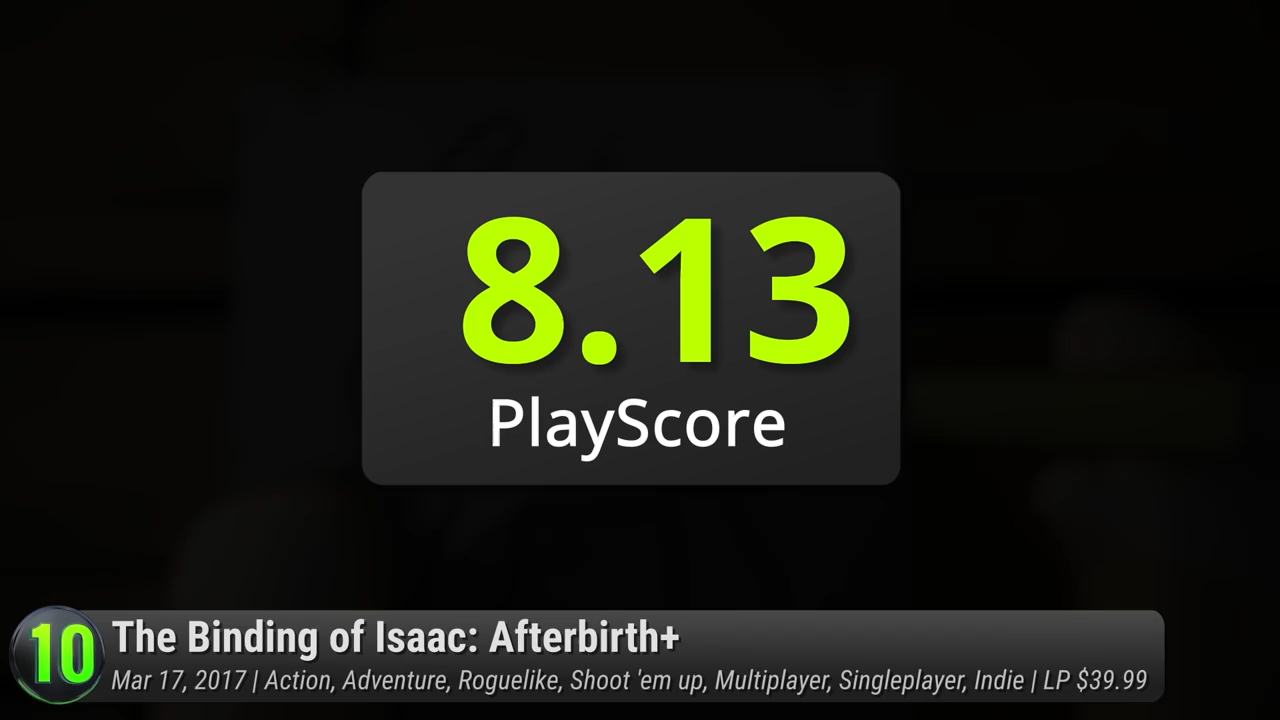 8.13
PlayScore
10
The Binding of Isaac: Afterbirth+
Mar 17, 2017 | Action, Adventure, Roguelike, Shoot 'em up, Multiplayer, Singleplayer, Indie | LP $39.99